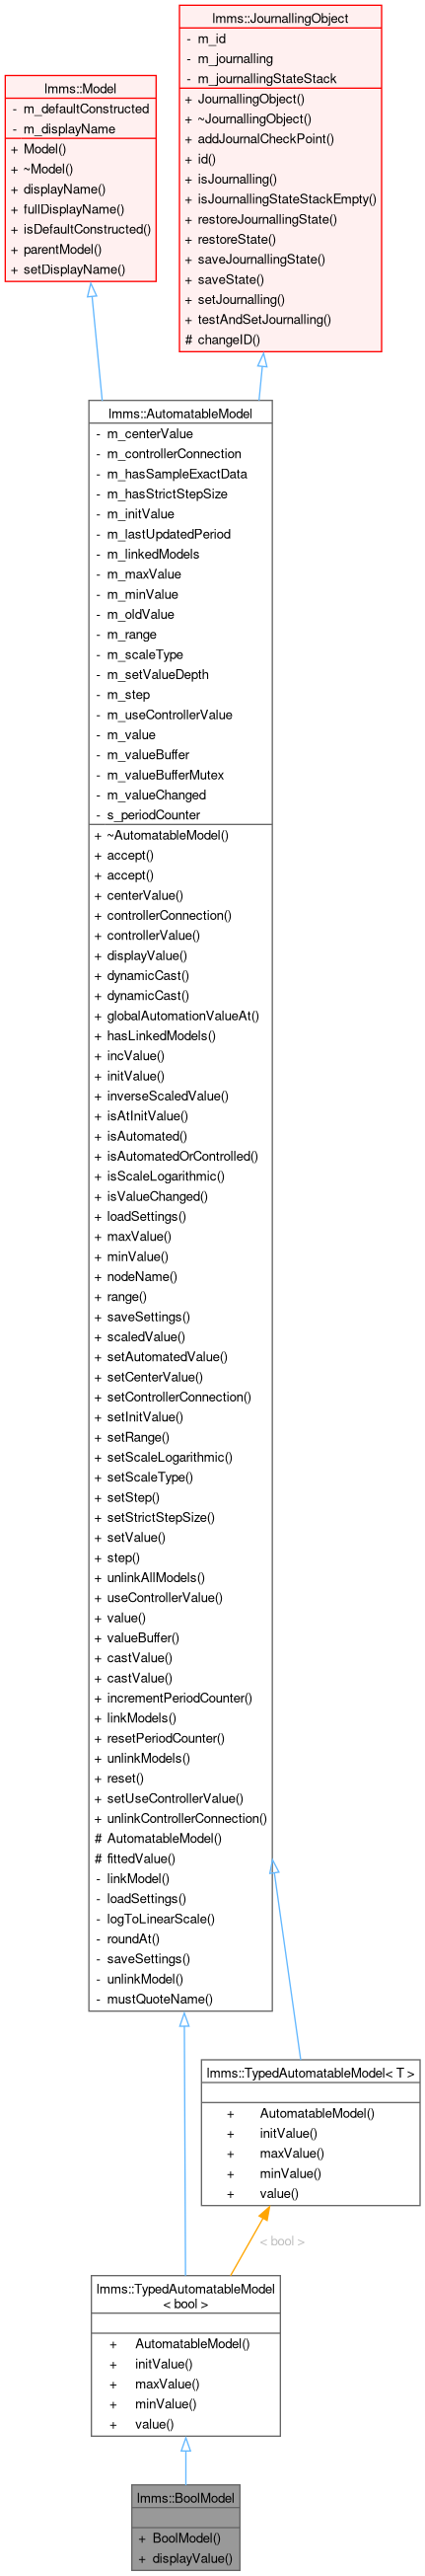 lmms::JournallingObject
- m_id
- m_journalling
- m_journallingStateStack
+ JournallingObject()
+ ~JournallingObject()
+ addJournalCheckPoint()
+ id()
+ isJournalling()
+ isJournallingStateStackEmpty()
+ restoreJournallingState()
+ restoreState()
+ saveJournallingState()
+ saveState()
+ setJournalling()
+ testAndSetJournalling()
# changeID()
lmms::Model
- m_defaultConstructed
- m_displayName
+ Model()
+ ~Model()
+ displayName()
+ fullDisplayName()
+ isDefaultConstructed()
+ parentModel()
+ setDisplayName()
lmms::AutomatableModel
- m_centerValue
- m_controllerConnection
- m_hasSampleExactData
- m_hasStrictStepSize
- m_initValue
- m_lastUpdatedPeriod
- m_linkedModels
- m_maxValue
- m_minValue
- m_oldValue
- m_range
- m_scaleType
- m_setValueDepth
- m_step
- m_useControllerValue
- m_value
- m_valueBuffer
- m_valueBufferMutex
- m_valueChanged
- s_periodCounter
+ ~AutomatableModel()
+ accept()
+ accept()
+ centerValue()
+ controllerConnection()
+ controllerValue()
+ displayValue()
+ dynamicCast()
+ dynamicCast()
+ globalAutomationValueAt()
+ hasLinkedModels()
+ incValue()
+ initValue()
+ inverseScaledValue()
+ isAtInitValue()
+ isAutomated()
+ isAutomatedOrControlled()
+ isScaleLogarithmic()
+ isValueChanged()
+ loadSettings()
+ maxValue()
+ minValue()
+ nodeName()
+ range()
+ saveSettings()
+ scaledValue()
+ setAutomatedValue()
+ setCenterValue()
+ setControllerConnection()
+ setInitValue()
+ setRange()
+ setScaleLogarithmic()
+ setScaleType()
+ setStep()
+ setStrictStepSize()
+ setValue()
+ step()
+ unlinkAllModels()
+ useControllerValue()
+ value()
+ valueBuffer()
+ castValue()
+ castValue()
+ incrementPeriodCounter()
+ linkModels()
+ resetPeriodCounter()
+ unlinkModels()
+ reset()
+ setUseControllerValue()
+ unlinkControllerConnection()
# AutomatableModel()
# fittedValue()
- linkModel()
- loadSettings()
- logToLinearScale()
- roundAt()
- saveSettings()
- unlinkModel()
- mustQuoteName()
lmms::TypedAutomatableModel< T >
+ AutomatableModel()
+ initValue()
+ maxValue()
+ minValue()
+ value()
< bool >
lmms::TypedAutomatableModel
< bool >
+ AutomatableModel()
+ initValue()
+ maxValue()
+ minValue()
+ value()
lmms::BoolModel
+ BoolModel()
+ displayValue()